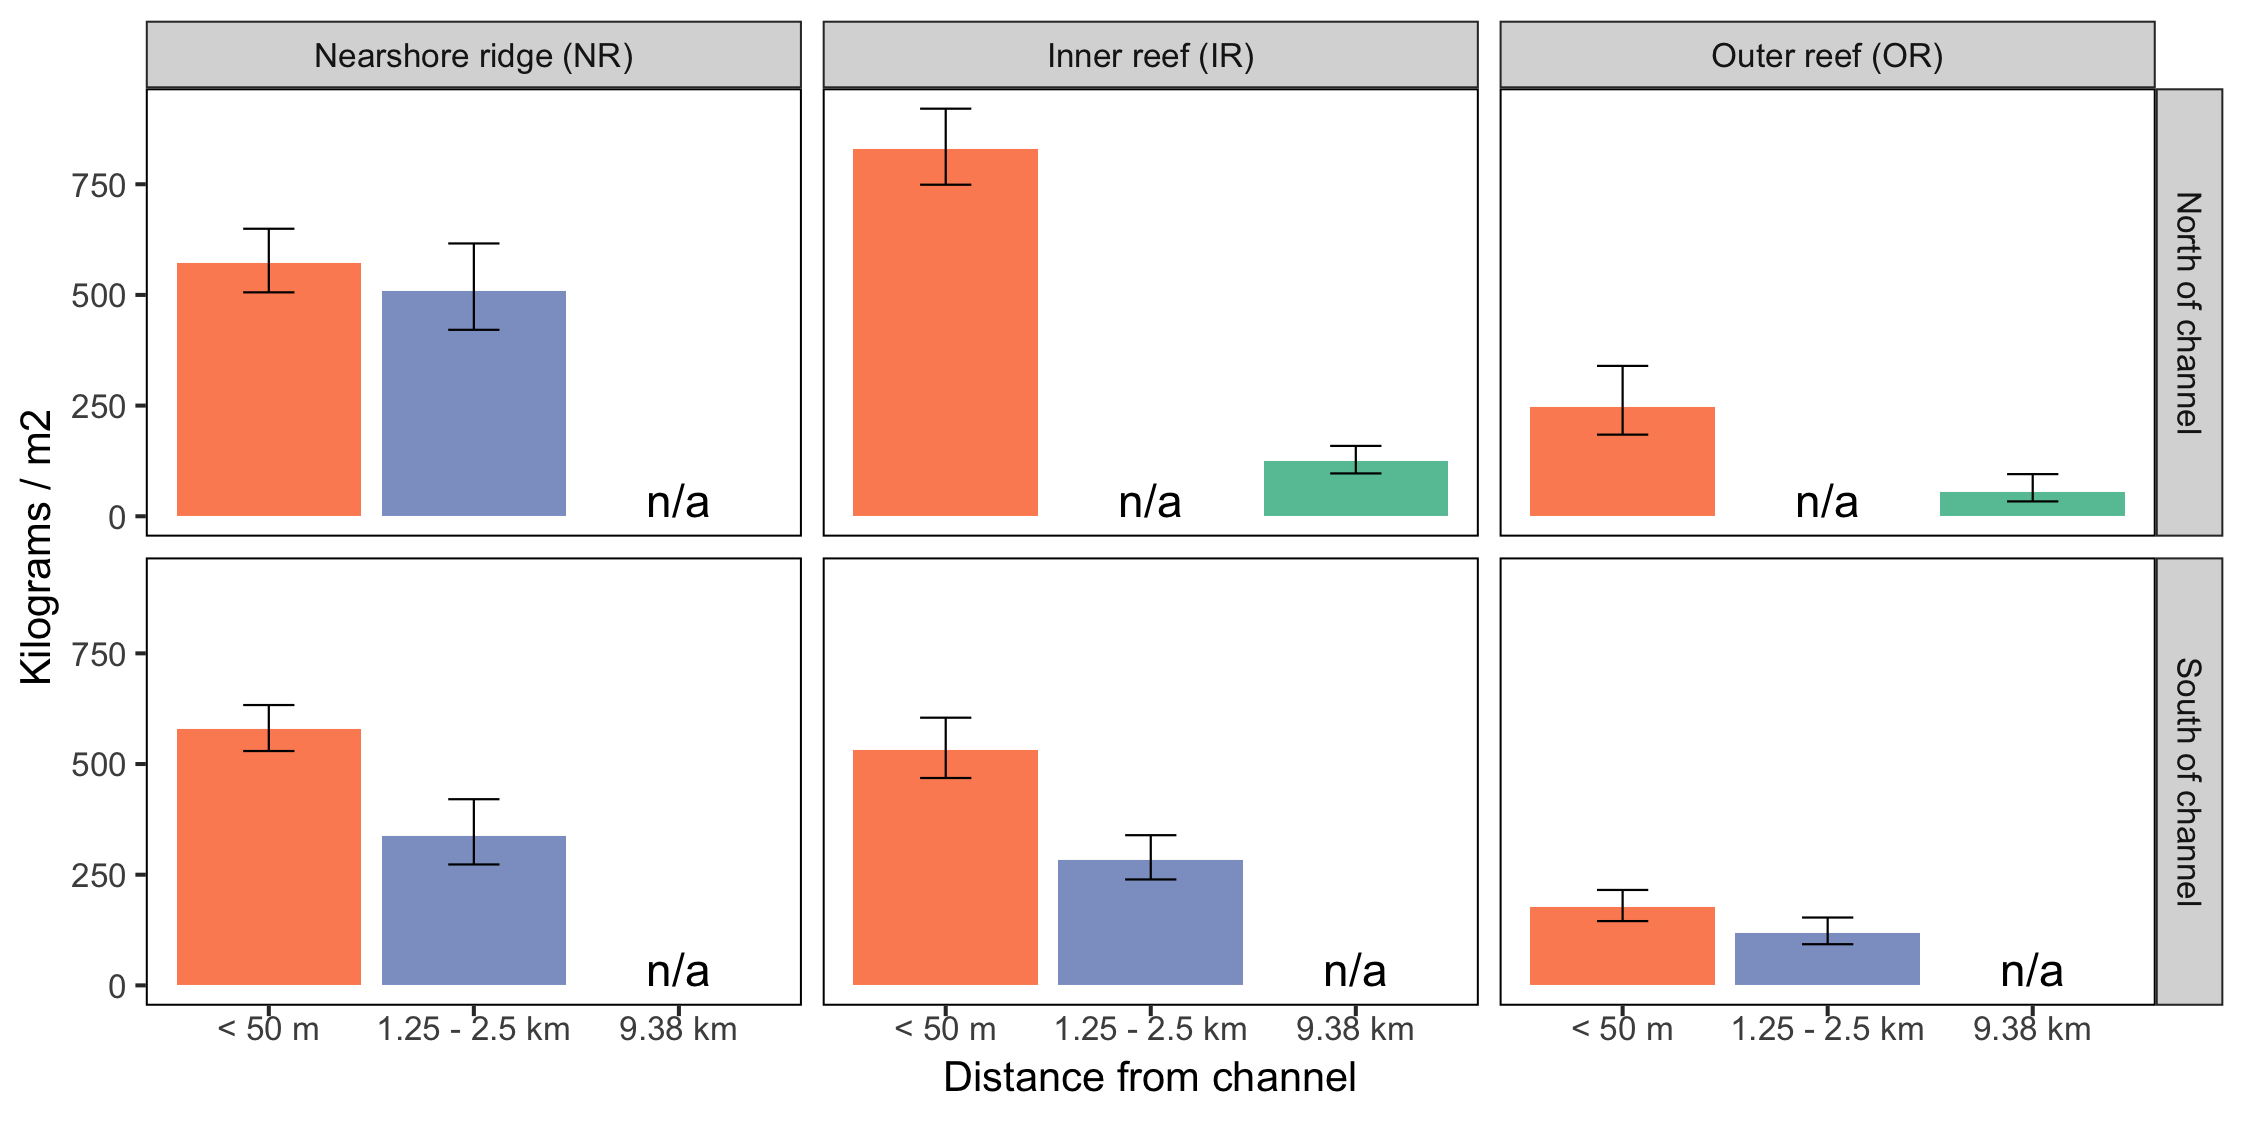 Nearshore ridge (NR)
Inner reef (IR)
Outer reef (OR)
Kilograms / m2
750
500
250
0
n/a
n/a
n/a
North of channel
750
500
250
0
n/a
n/a
n/a
South of channel
< 50 m
1.25 - 2.5 km
9.38 km
< 50 m
1.25 - 2.5 km
9.38 km
< 50 m
1.25 - 2.5 km
9.38 km
Distance from channel